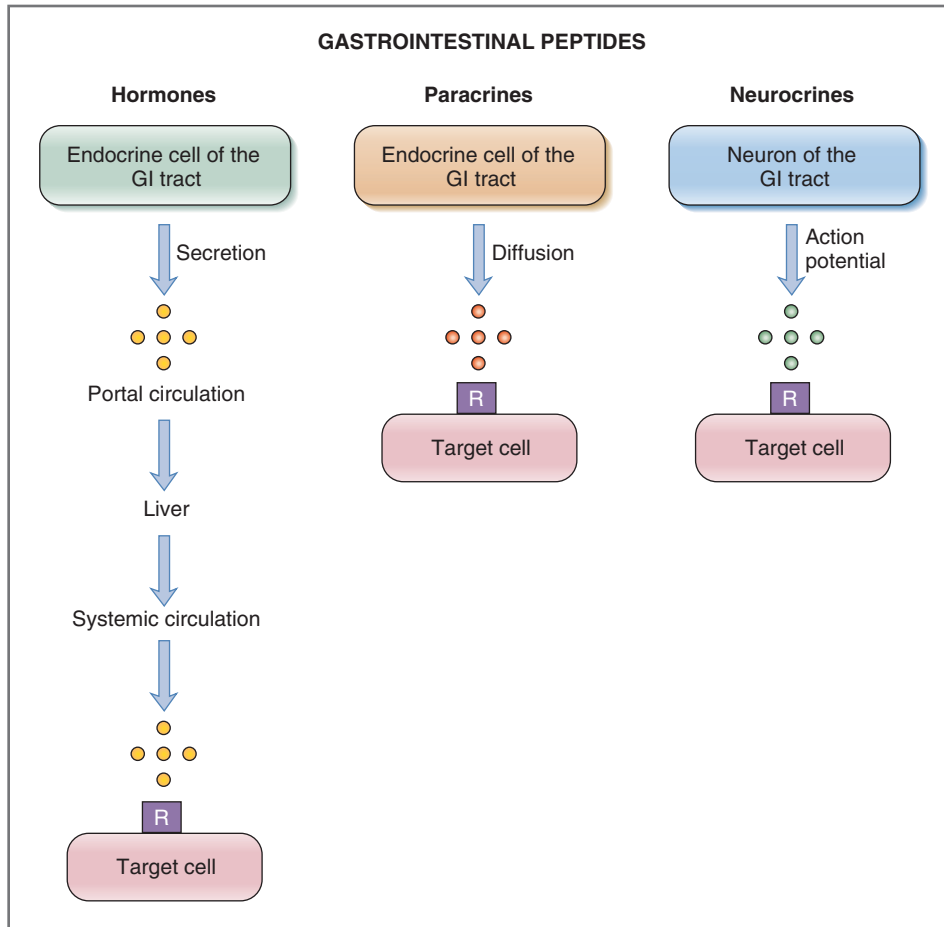 GASTROINTESTINAL PEPTIDES
Hormones
Endocrine cell of the
GI tract
Secretion
Portal circulation
Liver
Systemic circulation
R
Target cell
Paracrines
Endocrine cell of the
GI tract
Diffusion
R
Target cell
Neurocrines
Neuron of the
GI tract
Action
potential
R
Target cell